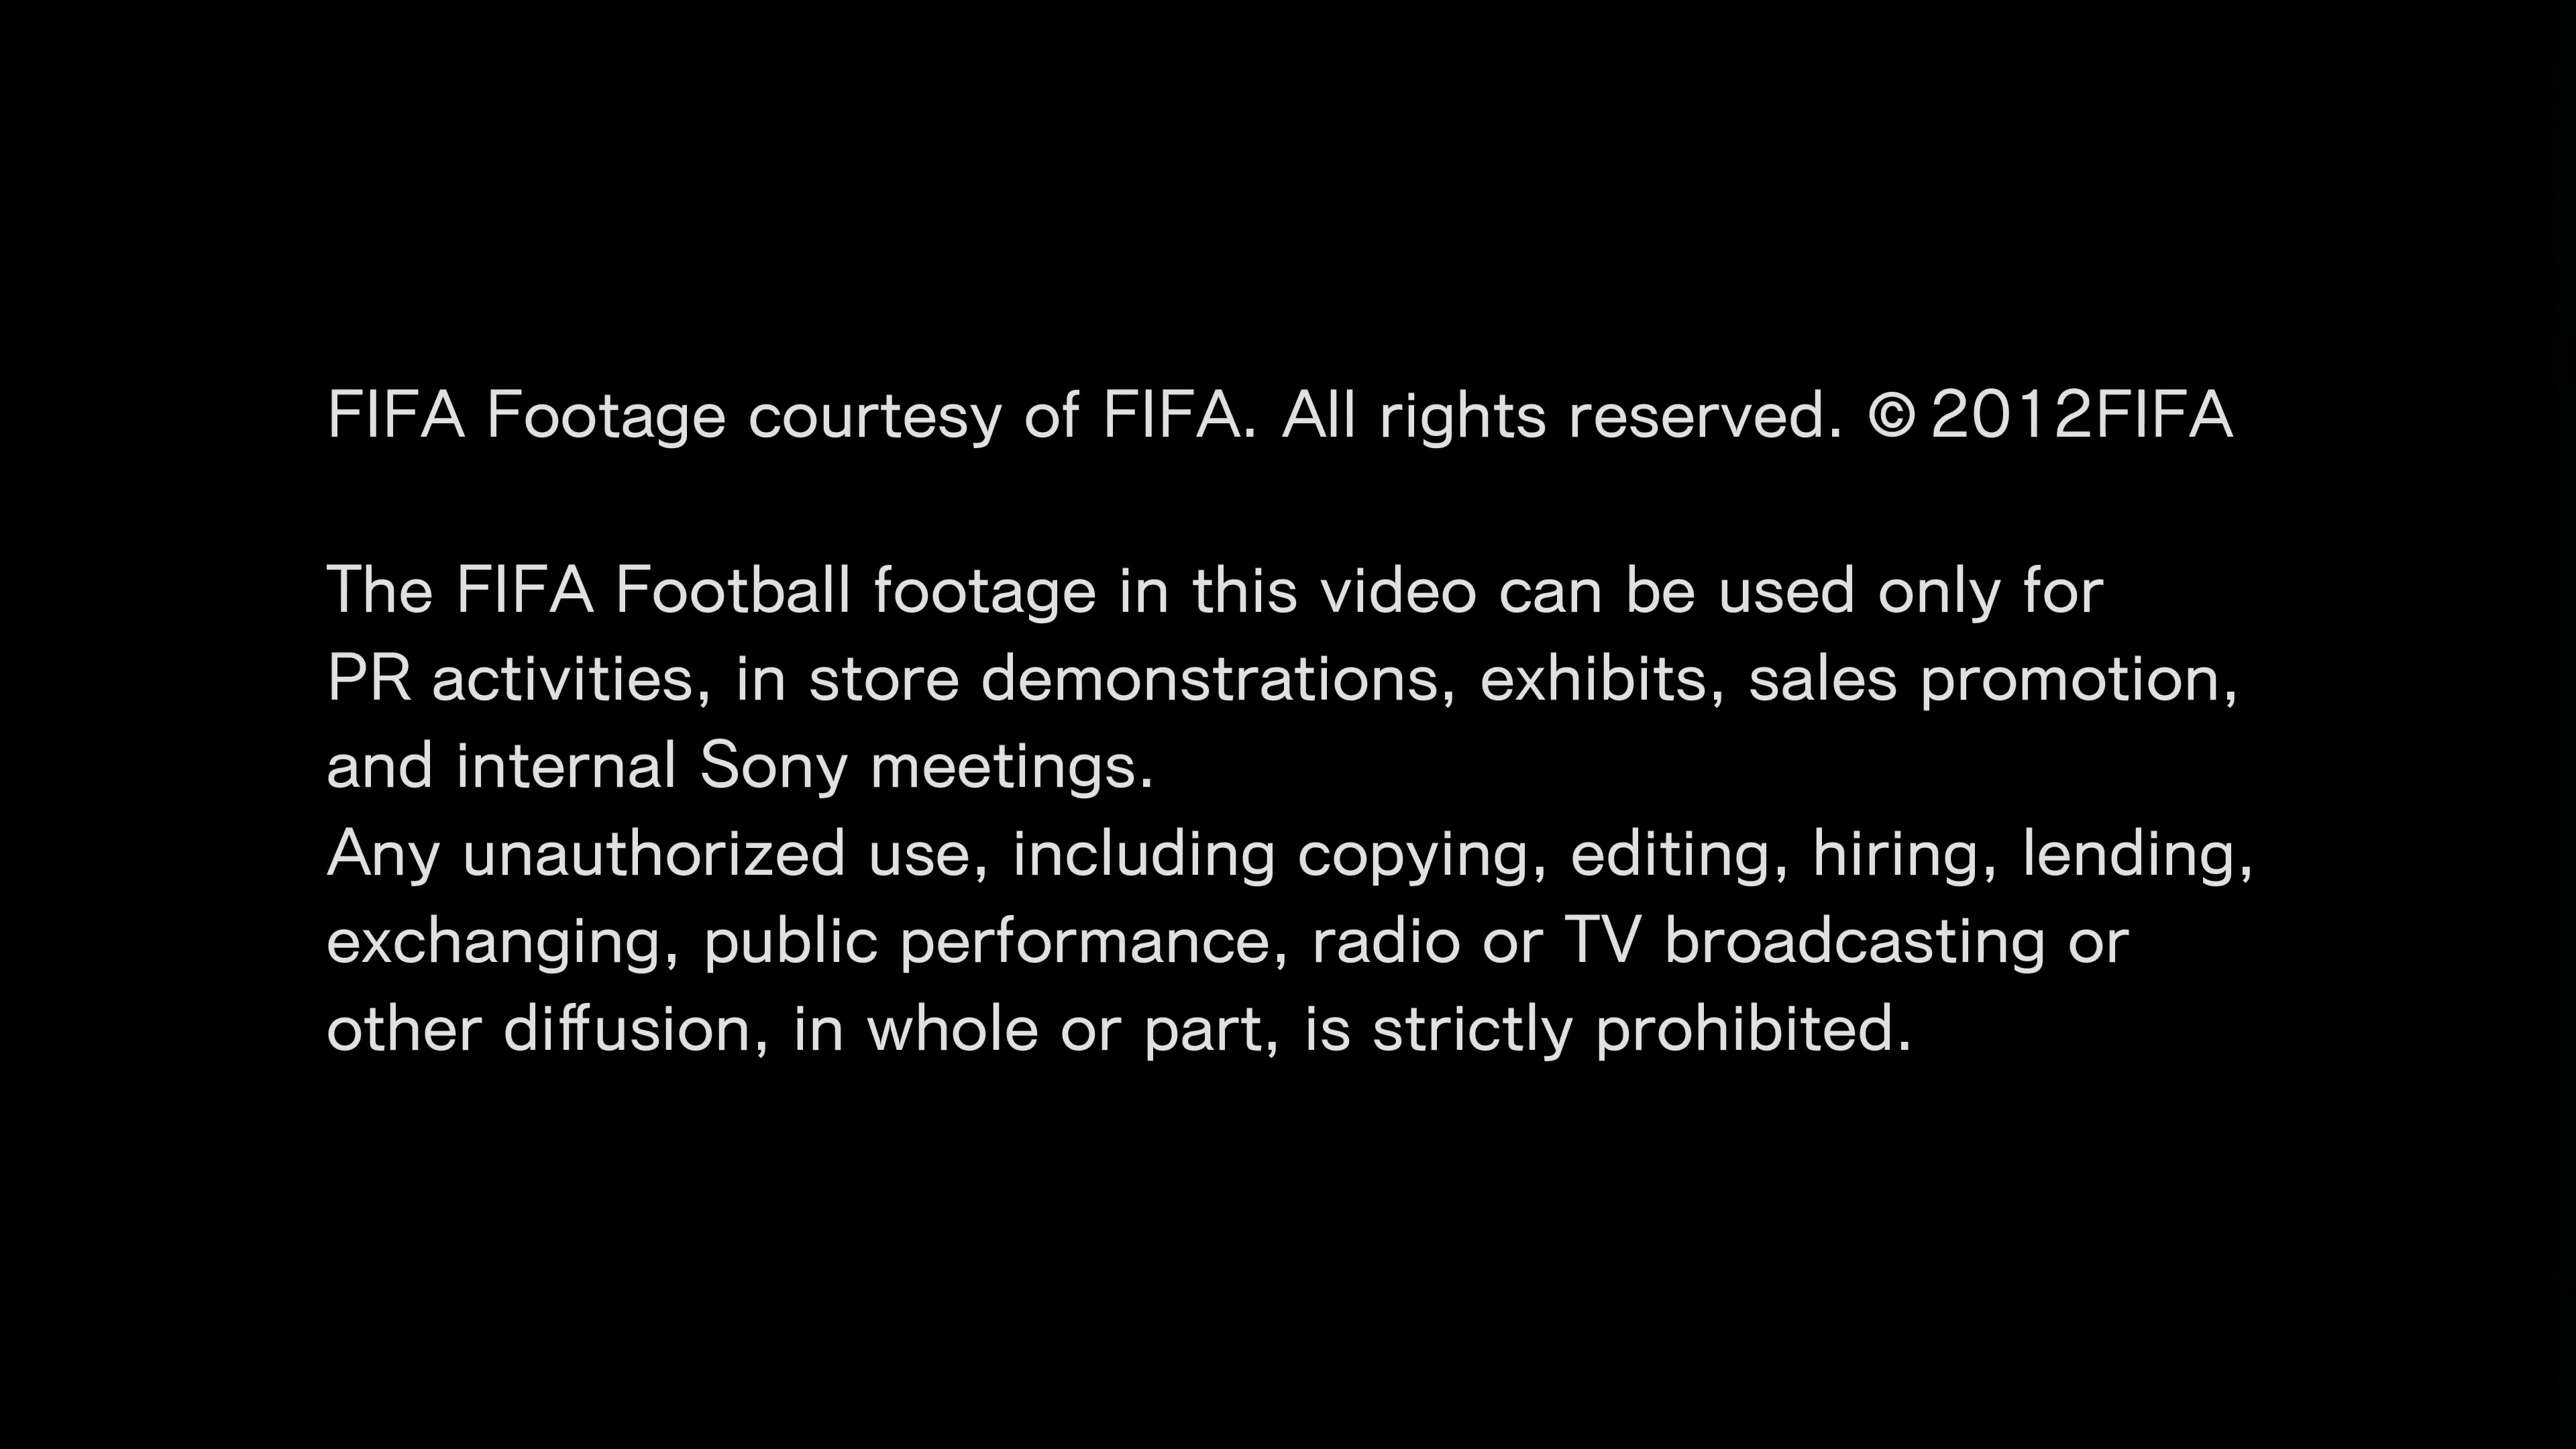 FIFA Footage courtesy of FIFA. All rights reserved. © 2012FIFA
The FIFA Football footage in this video can be used only for
PR activities, in store demonstrations, exhibits, sales promotion,
and internal Sony meetings.
Any unauthorized use, including copying, editing, hiring, lending,
exchanging, public performance, radio or TV broadcasting or
other diffusion, in whole or part, is strictly prohibited.